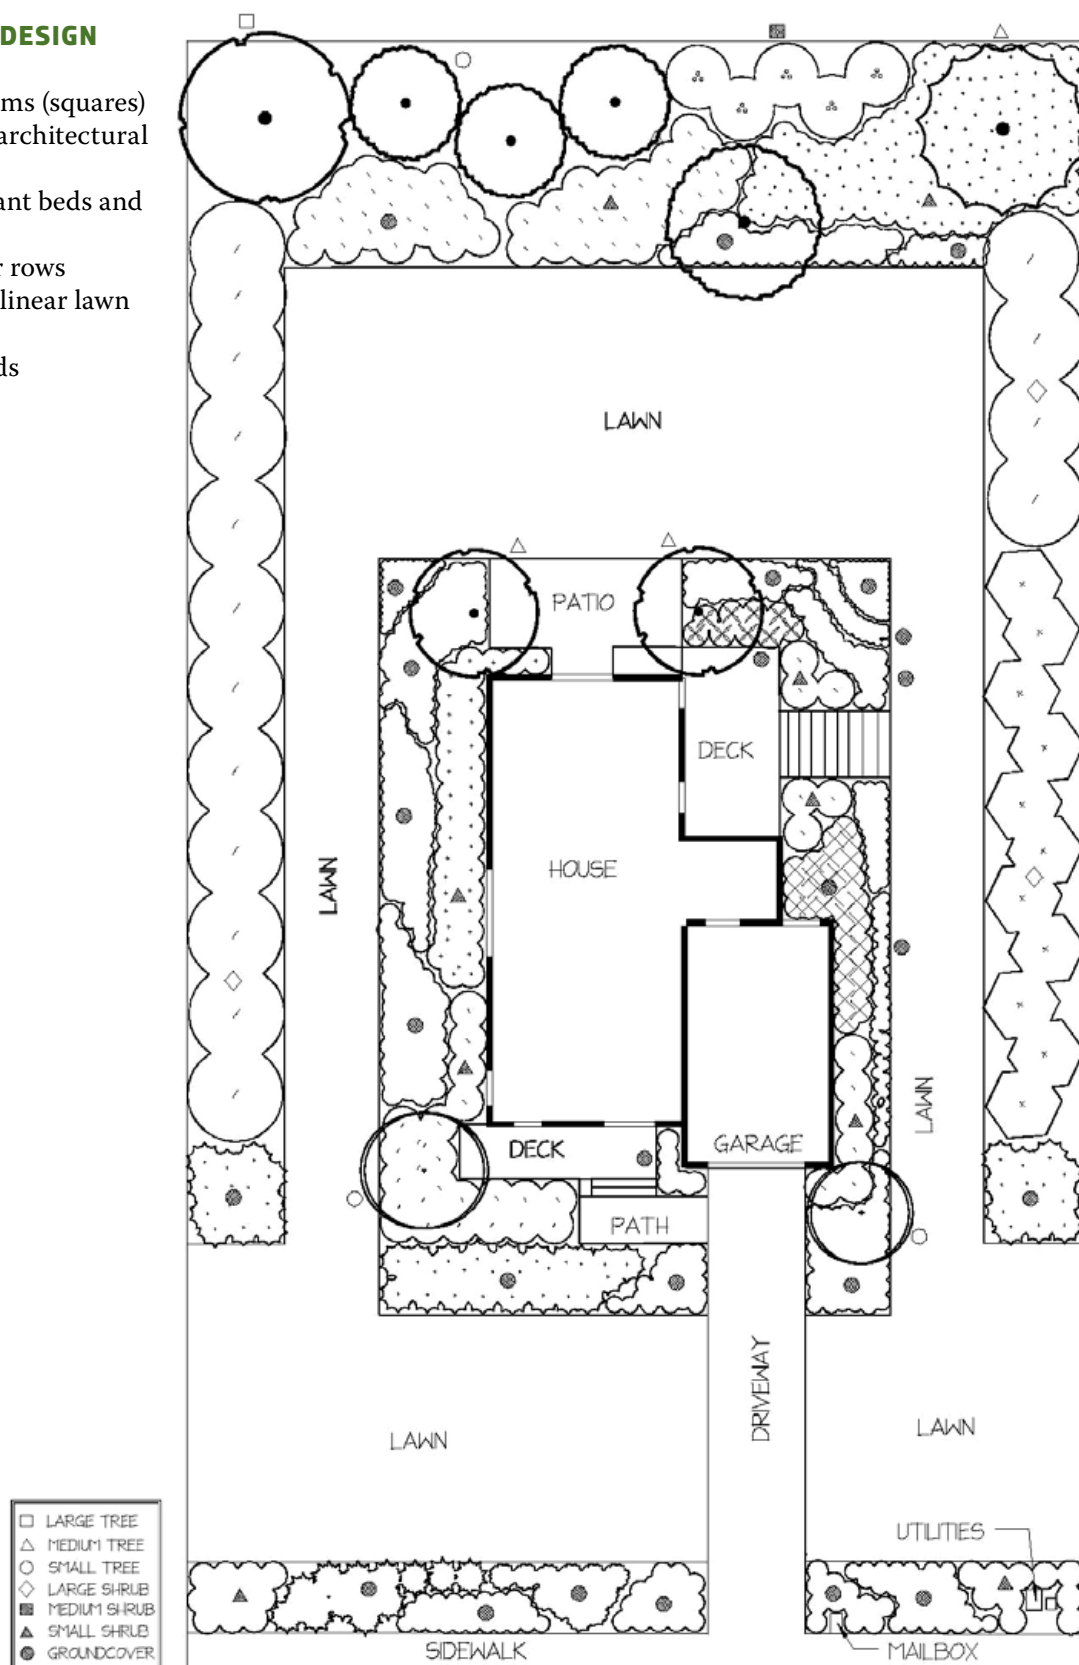 DESIGN
ms (squares)
architectural
ant beds and
r rows
linear lawn
ds
LAWN
PATIO
DECK
HOUSE
LAWN
LAWN
DECK
GARAGE
PATH
DRIVEWAY
LAWN
LAWN
UTILITIES
LARGE TREE
MEDIUM TREE
SMALL TREE
LARGE SHRUB
MEDIUM SHRUB
SMALL SHRUB
GROUNDCOVER
SIDEWALK
MAILBOX